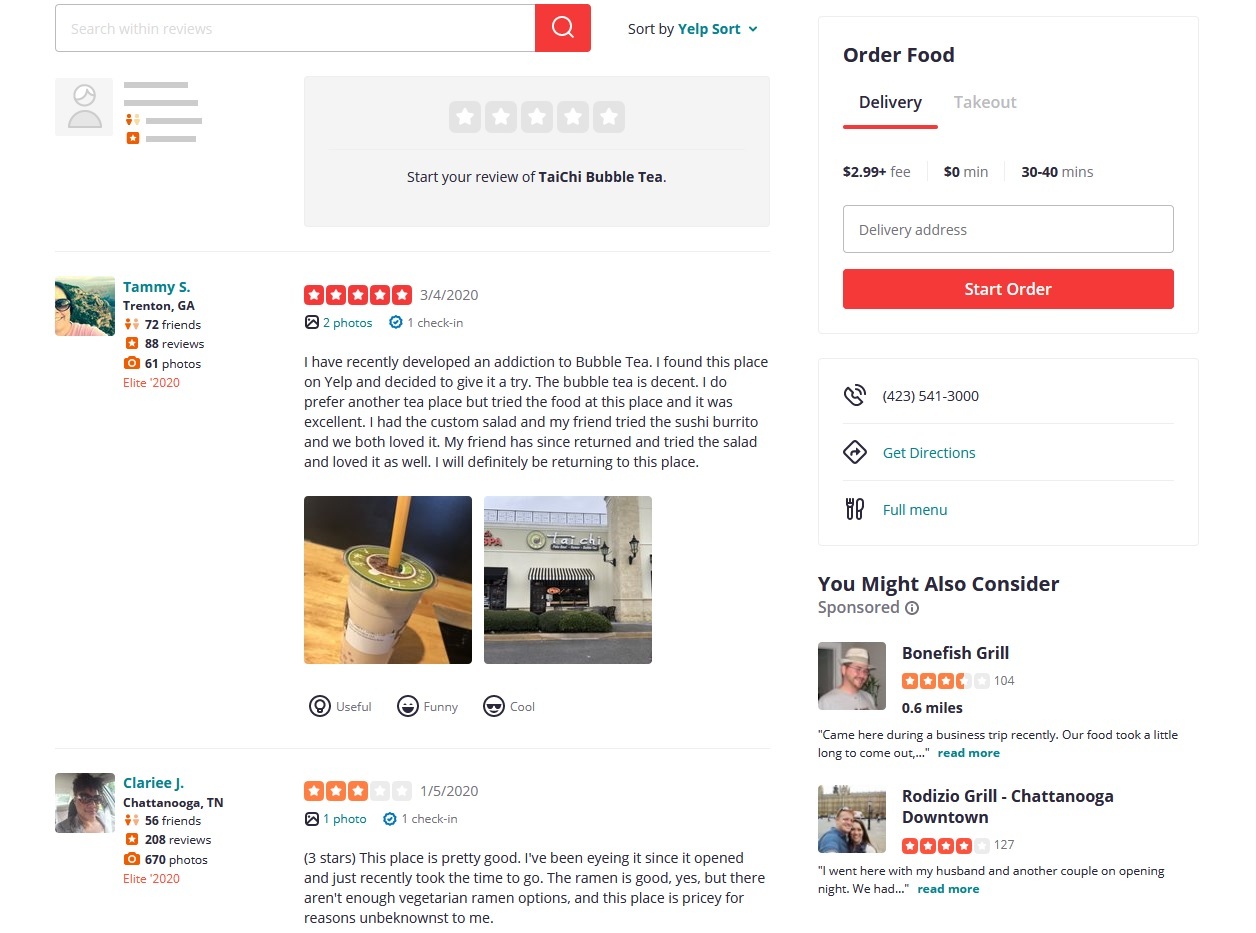 Search within reviews
Sort by Yelp Sort
Start your review of TaiChi Bubble Tea.
Tammy S.
Trenton, GA
72 friends
88 reviews
61 photos
Elite '2020
3/4/2020
2 photos 1 check-in
I have recently developed an addiction to Bubble Tea. I found this place
on Yelp and decided to give it a try. The bubble tea is decent. I do
prefer another tea place but tried the food at this place and it was
excellent. I had the custom salad and my friend tried the sushi burrito
and we both loved it. My friend has since returned and tried the salad
and loved it as well. I will definitely be returning to this place.
SPA
tai chi
Useful Funny Cool
Clariee J.
Chattanooga, TN
56 friends
208 reviews
670 photos
Elite '2020
1/5/2020
1 photo 1 check-in
(3 stars) This place is pretty good. I've been eyeing it since it opened
and just recently took the time to go. The ramen is good, yes, but there
aren't enough vegetarian ramen options, and this place is pricey for
reasons unbeknownst to me.
Order Food
Delivery Takeout
$2.99+ fee $0 min 30-40 mins
Delivery address
Start Order
(423) 541-3000
Get Directions
Full menu
You Might Also Consider
Sponsored
Bonefish Grill
104
0.6 miles
"Came here during a business trip recently. Our food took a little
long to come out,..." read more
Rodizio Grill - Chattanooga
Downtown
127
"I went here with my husband and another couple on opening
night. We had..." read more